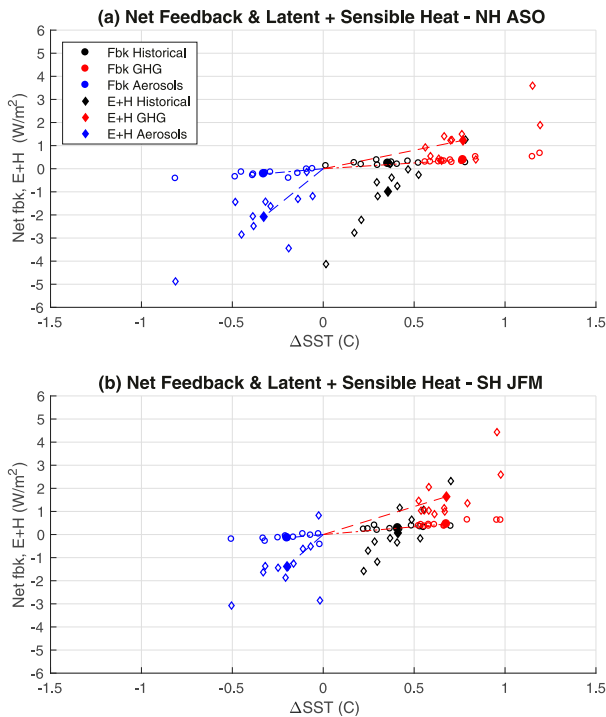 (a) Net Feedback & Latent + Sensible Heat - NH ASO
6
5
4
3
2
1
0
-1
-2
-3
-4
-5
-6
Net fbk, E+H (W/m²)
Fbk Historical
Fbk GHG
Fbk Aerosols
E+H Historical
E+H GHG
E+H Aerosols
-1.5 -1 -0.5 0 0.5 1 1.5
ΔSST (C)
(b) Net Feedback & Latent + Sensible Heat - SH JFM
6
5
4
3
2
1
0
-1
-2
-3
-4
-5
-6
Net fbk, E+H (W/m²)
-1.5 -1 -0.5 0 0.5 1 1.5
ΔSST (C)